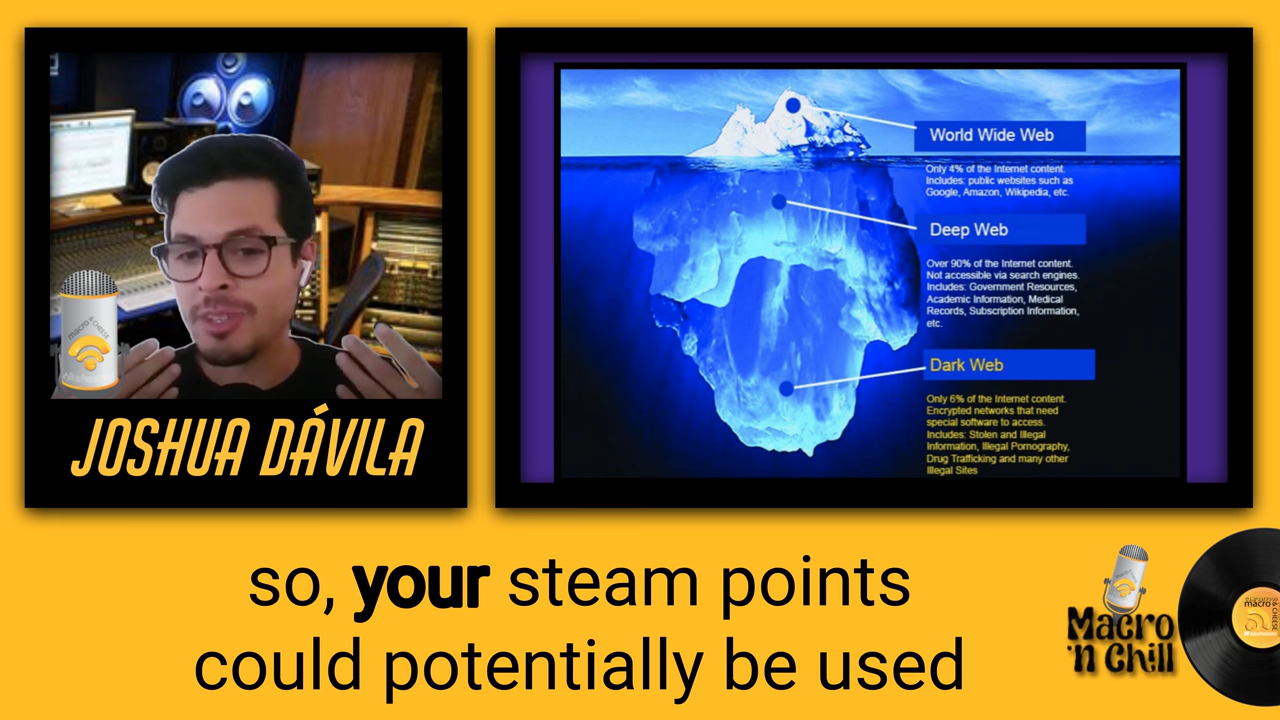 JOSHUA DÁVILA
World Wide Web
Only 4% of the Internet content.
Includes: public websites such as
Google, Amazon, Wikipedia, etc.
Deep Web
Over 90% of the Internet content.
Not accessible via search engines.
Includes: Government Resources,
Academic Information, Medical
Records, Subscription Information,
etc.
Dark Web
Only 6% of the Internet content.
Encrypted networks that need
special software to access.
Includes: Stolen and Illegal
Information, Illegal Pornography,
Drug Trafficking and many other
Illegal Sites
so, your steam points
could potentially be used
Macro
'N Chill
macro